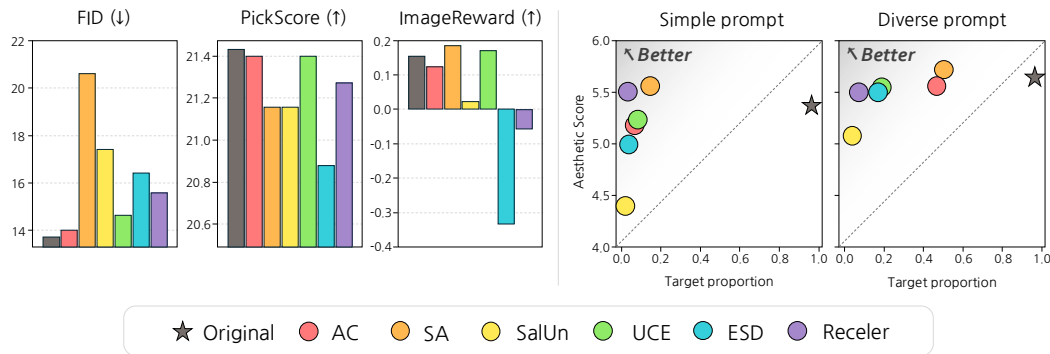 FID (↓)
22
20
18
16
14
PickScore (↑)
21.4
21.2
21.0
20.8
20.6
ImageReward (↑)
0.2
0.1
0.0
-0.1
-0.2
-0.3
-0.4
Simple prompt
Better
Aesthetic Score
6.0
5.5
5.0
4.5
4.0
0.0 0.2 0.4 0.6 0.8 1.0
Target proportion
Diverse prompt
Better
0.0 0.2 0.4 0.6 0.8 1.0
Target proportion
Original AC SA SalUn UCE ESD Receler